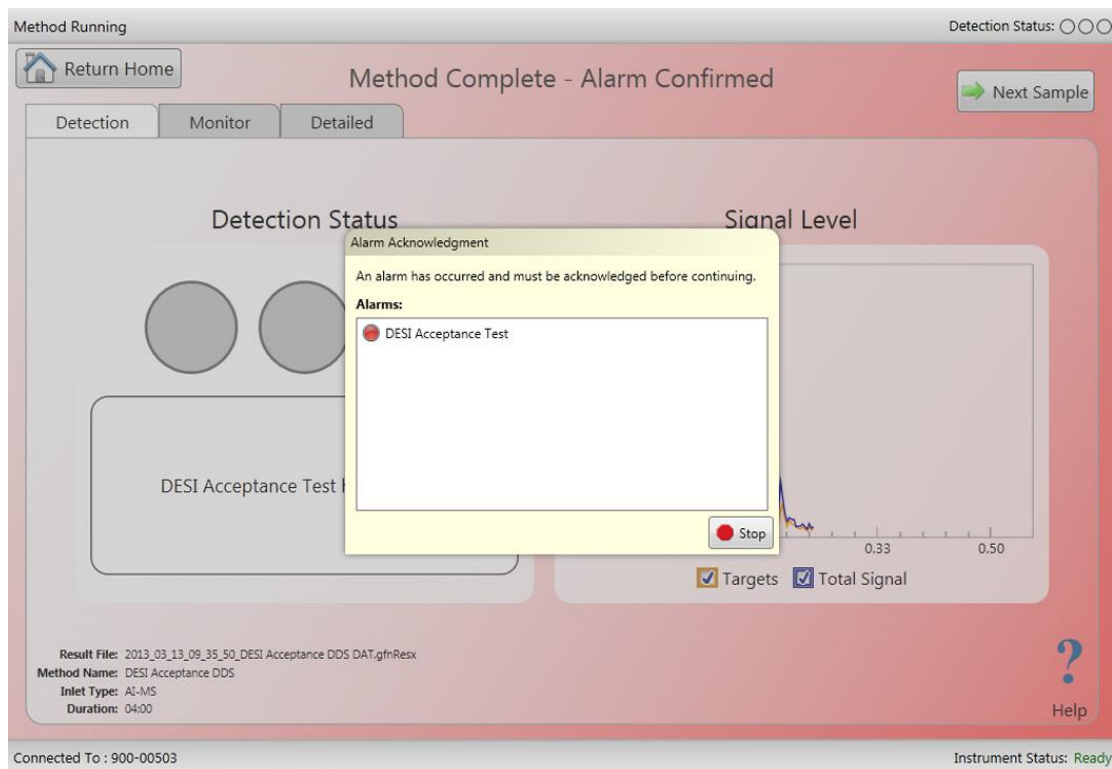 Method Running
Detection Status:
Return Home
Method Complete - Alarm Confirmed
Next Sample
Detection
Monitor
Detailed
Detection Status
Signal Level
Alarm Acknowledgment
An alarm has occurred and must be acknowledged before continuing.
Alarms:
DESI Acceptance Test
DESI Acceptance Test
Stop
0.33
0.50
Targets
Total Signal
Result File: 2013_03_13_09_35_50_DESI Acceptance DDS DAT.gfnResx
Method Name: DESI Acceptance DDS
Inlet Type: AI-MS
Duration: 04:00
?
Help
Connected To : 900-00503
Instrument Status: Ready